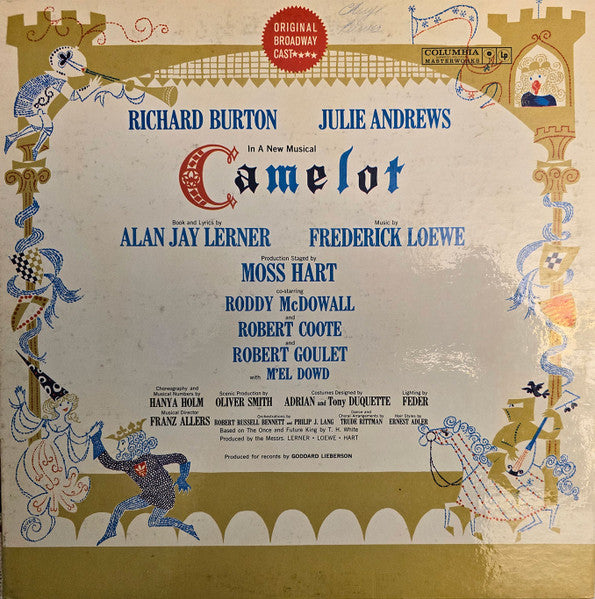 ORIGINAL
BROADWAY
CAST★★★★
COLUMBIA
MASTERWORKS
LP
RICHARD BURTON JULIE ANDREWS
In A New Musical
Camelot
Book and Lyrics by Music by
ALAN JAY LERNER FREDERICK LOEWE
Production Staged by
MOSS HART
co-starring
RODDY McDOWALL
and
ROBERT COOTE
and
ROBERT GOULET
with M'EL DOWD
Choreography and
Musical Numbers by Scenic Production by Costumes Designed by Lighting by
HANYA HOLM OLIVER SMITH ADRIAN and Tony DUQUETTE FEDER
Musical Director Orchestrations by Dance and Choral Arrangements by Hair Styles by
FRANZ ALLERS ROBERT RUSSELL BENNETT and PHILIP J. LANG TRUDE RITTMAN ERNEST ADLER
Based on The Once and Future King by T. H. White
Produced by the Messrs. LERNER • LOEWE • HART
Produced for records by GODDARD LIEBERSON